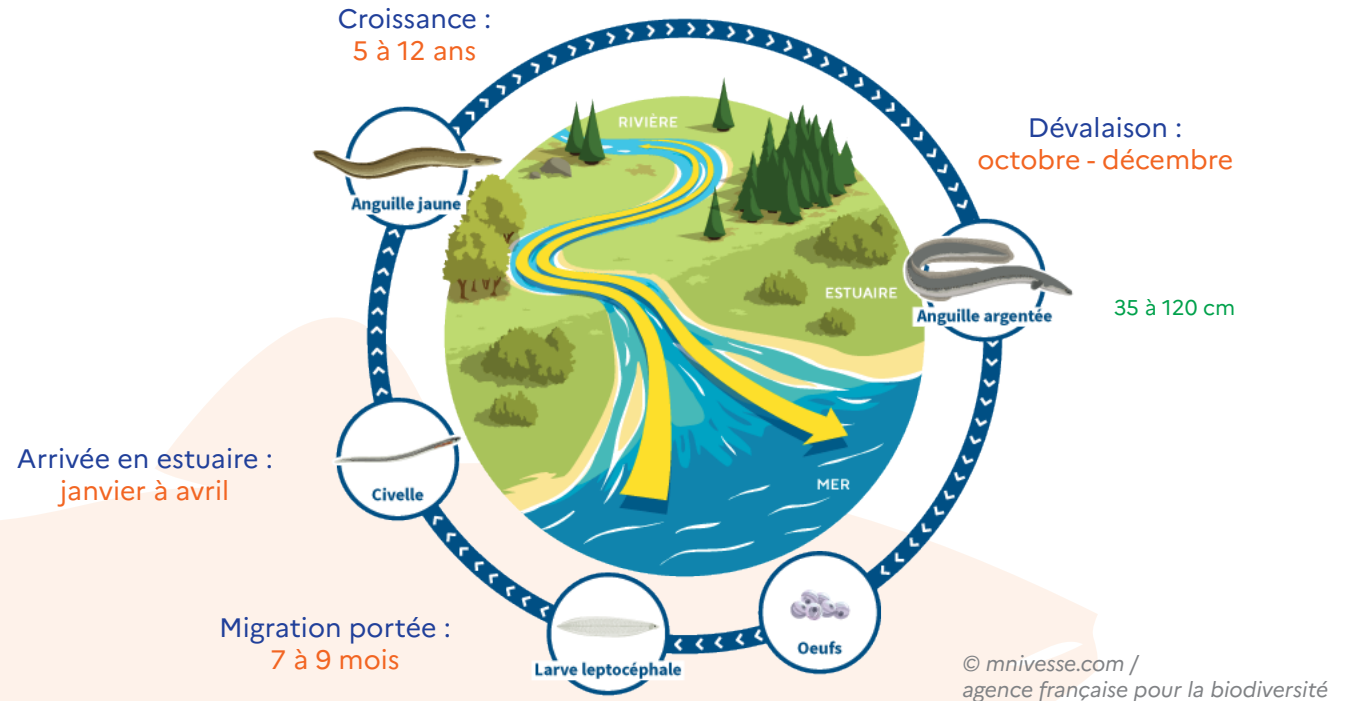 Croissance :
5 à 12 ans
RIVIÈRE
Dévalaison :
octobre - décembre
Anguille jaune
ESTUAIRE
Anguille argentée
35 à 120 cm
Arrivée en estuaire :
janvier à avril
Civelle
MER
Migration portée :
7 à 9 mois
Larve leptocéphale
Oeufs
© mnivesse.com /
agence française pour la biodiversité